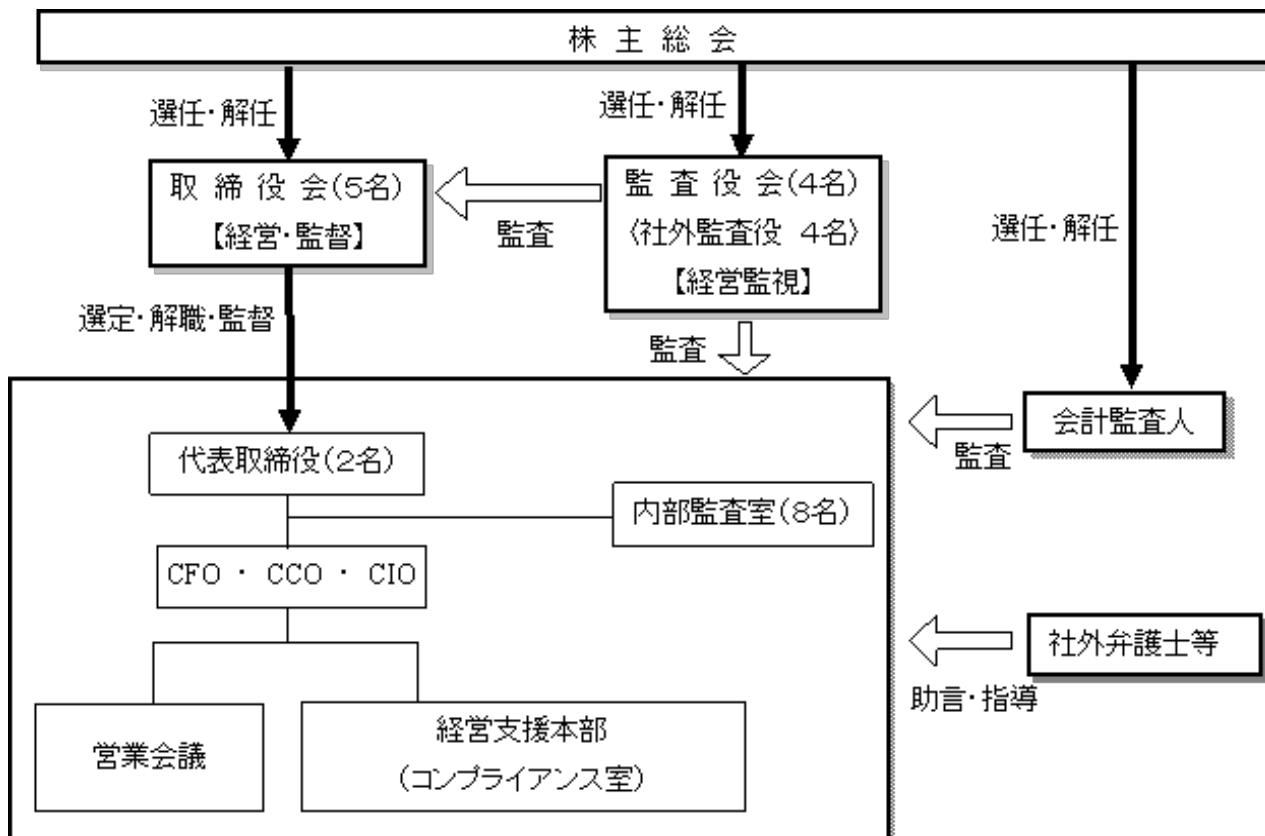 株 主 総 会
選任・解任
選任・解任
選任・解任
取 締 役 会(5名)
【経営・監督】
監査
監 査 役 会(4名)
〈社外監査役 4名〉
【経営監視】
選定・解職・監督
監査
代表取締役(2名)
会計監査人
監査
内部監査室(8名)
CFO ・ CCO ・ CIO
社外弁護士等
助言・指導
営業会議
経営支援本部
(コンプライアンス室)